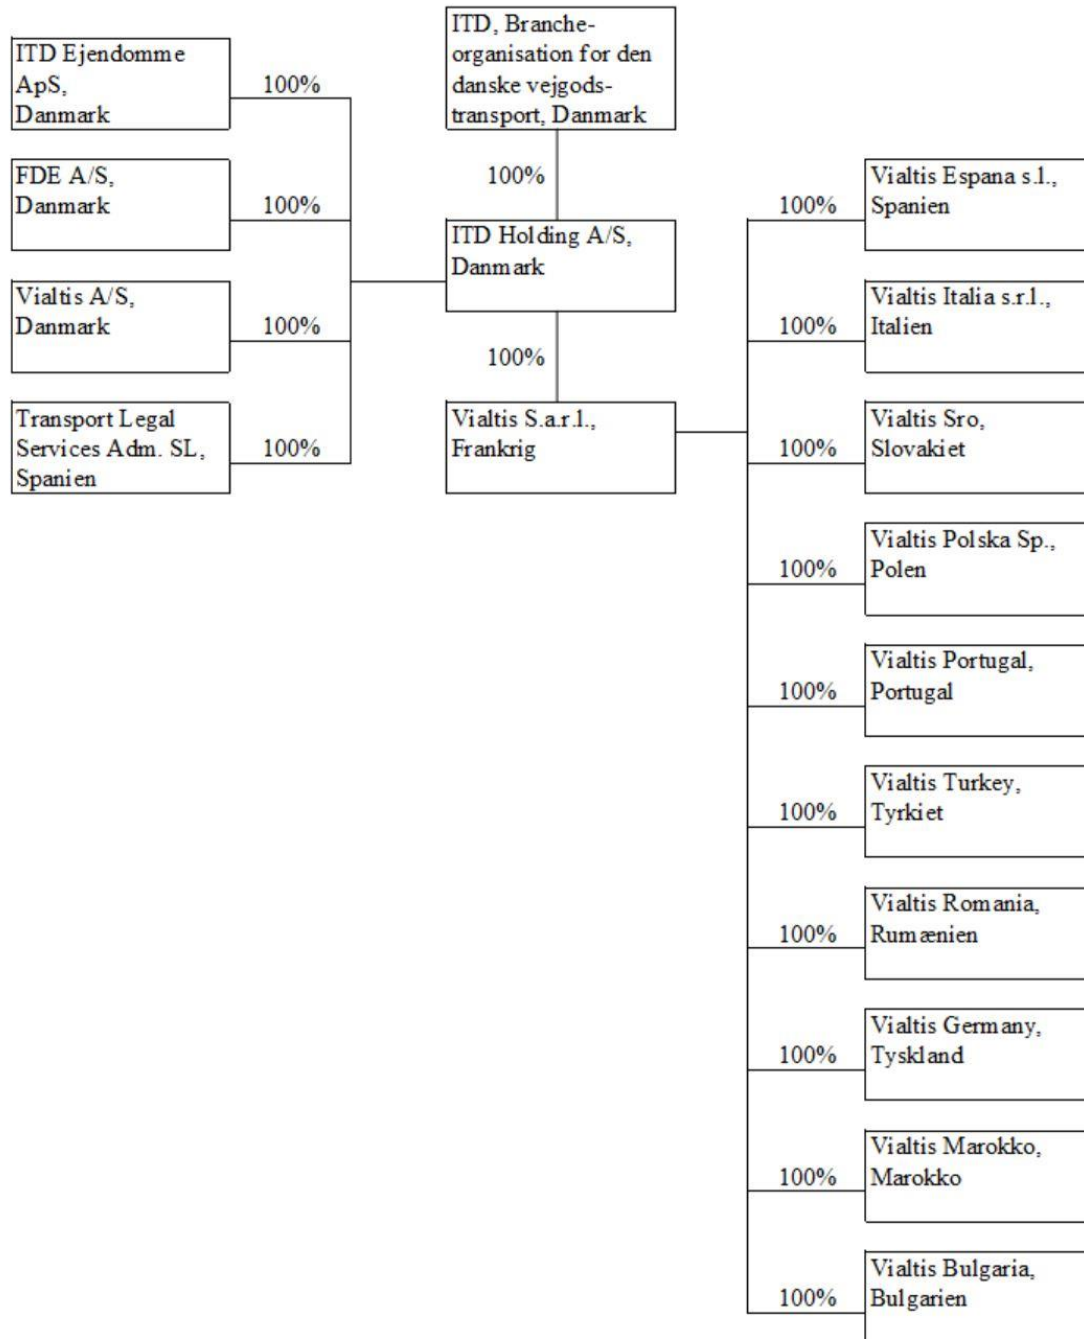 ITD Ejendomme
ApS,
Danmark
100%
FDE A/S,
Danmark
100%
Vialtis A/S,
Danmark
100%
Transport Legal
Services Adm. SL,
Spanien
100%
ITD, Branche-
organisation for den
danske vejgods-
transport, Danmark
100%
ITD Holding A/S,
Danmark
100%
Vialtis S.a.r.l.,
Frankrig
100%
Vialtis Espana s.l.,
Spanien
100%
Vialtis Italia s.r.l.,
Italien
100%
Vialtis Sro,
Slovakiet
100%
Vialtis Polska Sp.,
Polen
100%
Vialtis Portugal,
Portugal
100%
Vialtis Turkey,
Tyrkiet
100%
Vialtis Romania,
Rumænien
100%
Vialtis Germany,
Tyskland
100%
Vialtis Marokko,
Marokko
100%
Vialtis Bulgaria,
Bulgarien